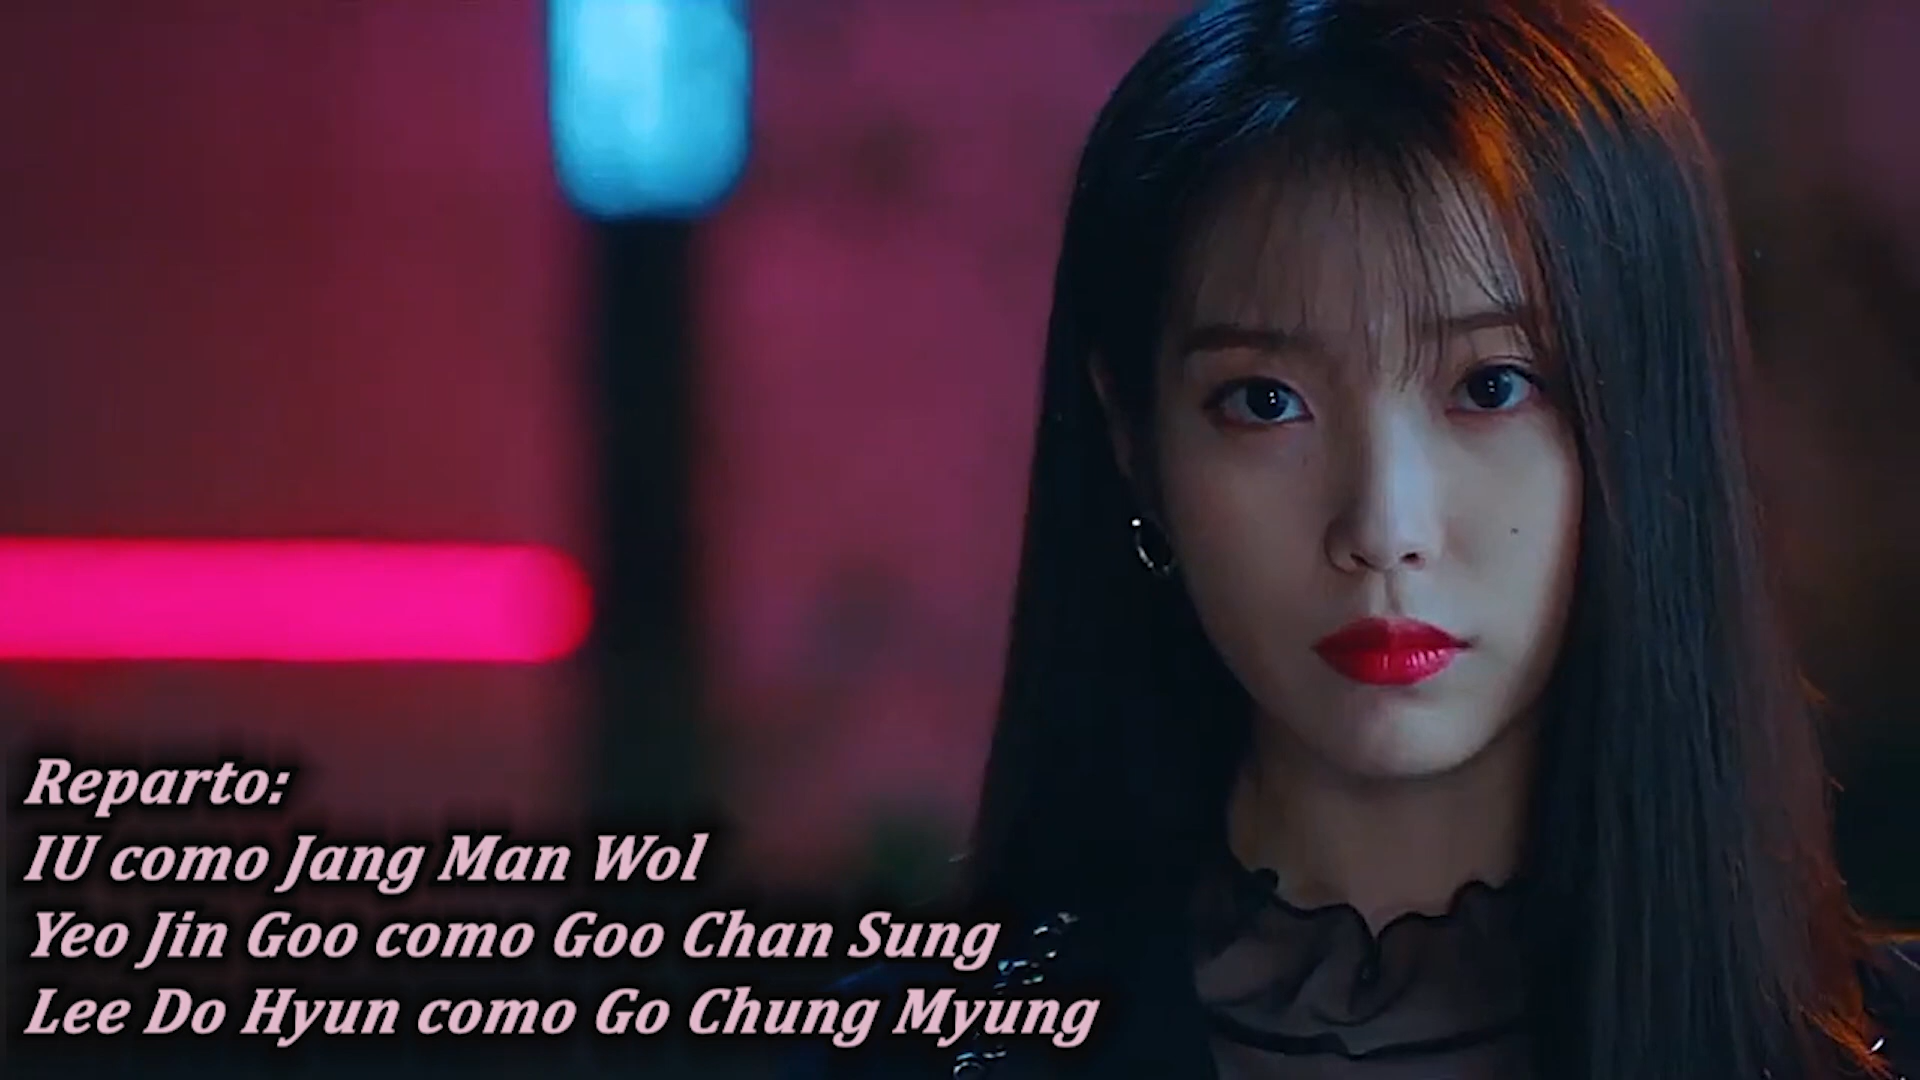 Reparto:
IU como Jang Man Wol
Yeo Jin Goo como Goo Chan Sung
Lee Do Hyun como Go Chung Myung